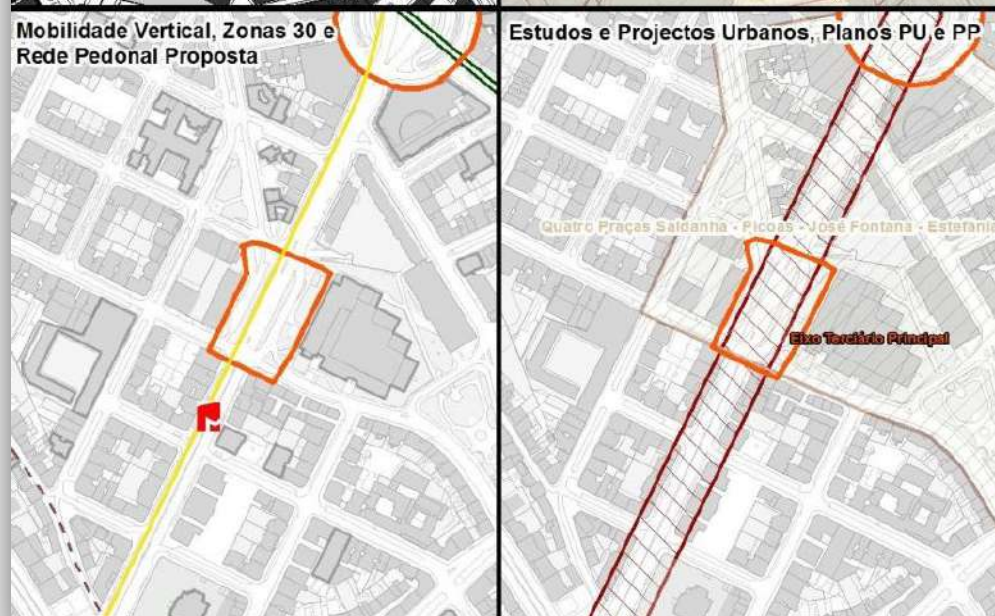 Mobilidade Vertical, Zonas 30 e
Rede Pedonal Proposta
Estudos e Projectos Urbanos, Planos PU e PP
Quatro Praças Saldanha - Picoas - José Fontana - Estefania
Eixo Terciário Principal
M